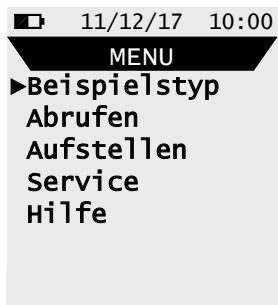 11/12/17 10:00
MENU
▶Beispielstyp
Abrufen
Aufstellen
Service
Hilfe